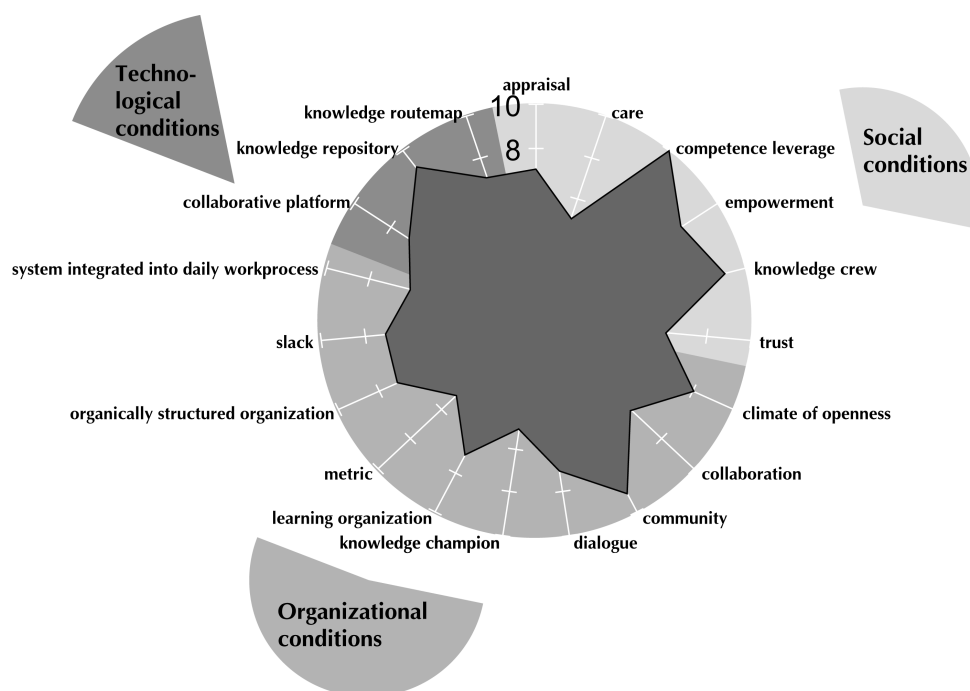 Techno-
logical
conditions
Social
conditions
appraisal
10
8
care
competence leverage
empowerment
knowledge crew
trust
climate of openness
collaboration
community
dialogue
knowledge champion
learning organization
metric
organically structured organization
slack
system integrated into daily workprocess
collaborative platform
knowledge repository
knowledge routemap
Organizational
conditions